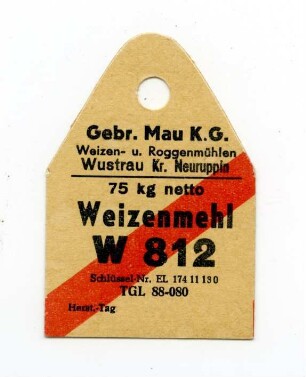 Gebr. Mau K.G.
Weizen- u. Roggenmühlen
Wustrau Kr. Neuruppin
75 kg netto
Weizenmehl
W 812
Schlüssel-Nr. EL 174 11 130
TGL 88-080
Herst.-Tag